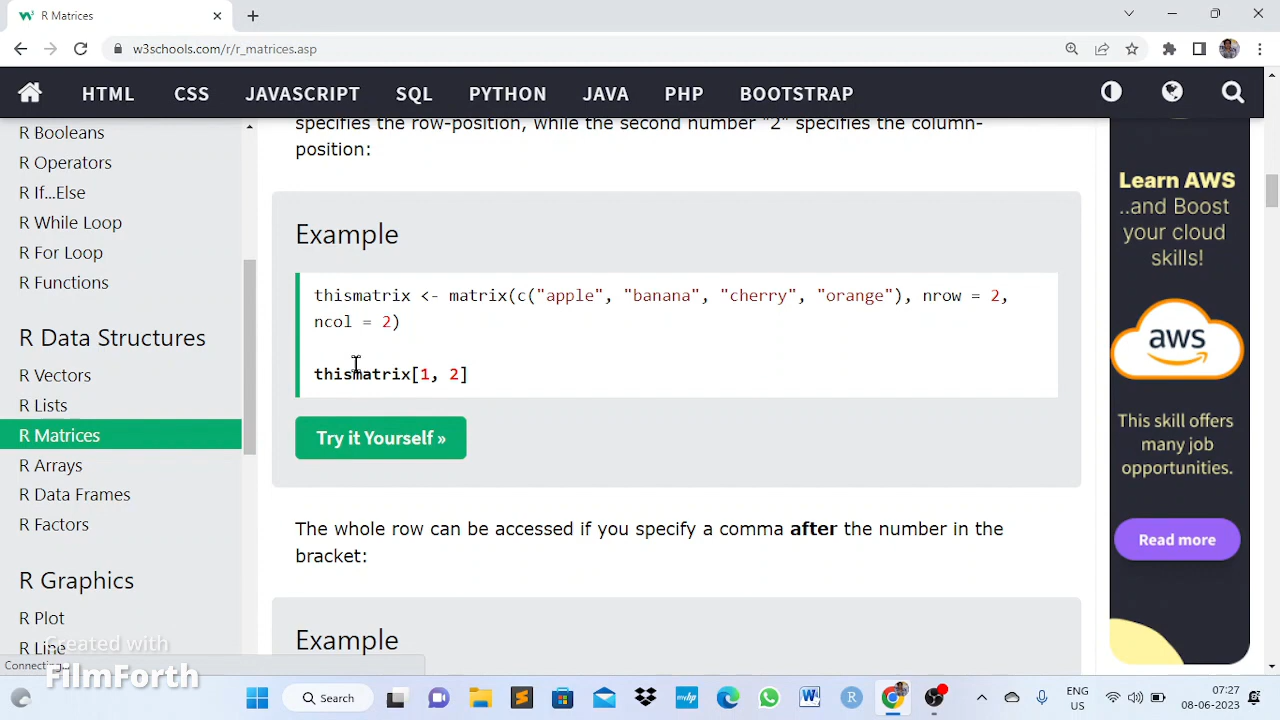 R Matrices
w3schools.com/r/r_matrices.asp
HTML CSS JAVASCRIPT SQL PYTHON JAVA PHP BOOTSTRAP
R Booleans
R Operators
R If...Else
R While Loop
R For Loop
R Functions
R Data Structures
R Vectors
R Lists
R Matrices
R Arrays
R Data Frames
R Factors
R Graphics
R Plot
R Line
specifies the row-position, while the second number "2" specifies the column-
position:
Example
thismatrix <- matrix(c("apple", "banana", "cherry", "orange"), nrow = 2,
ncol = 2)
thismatrix[1, 2]
Try it Yourself »
The whole row can be accessed if you specify a comma after the number in the
bracket:
Example
Learn AWS
..and Boost
your cloud
skills!
aws
This skill offers
many job
opportunities.
Read more
Created with
FilmForth
Search
myhp
W
R
ENG
US
07:27
08-06-2023